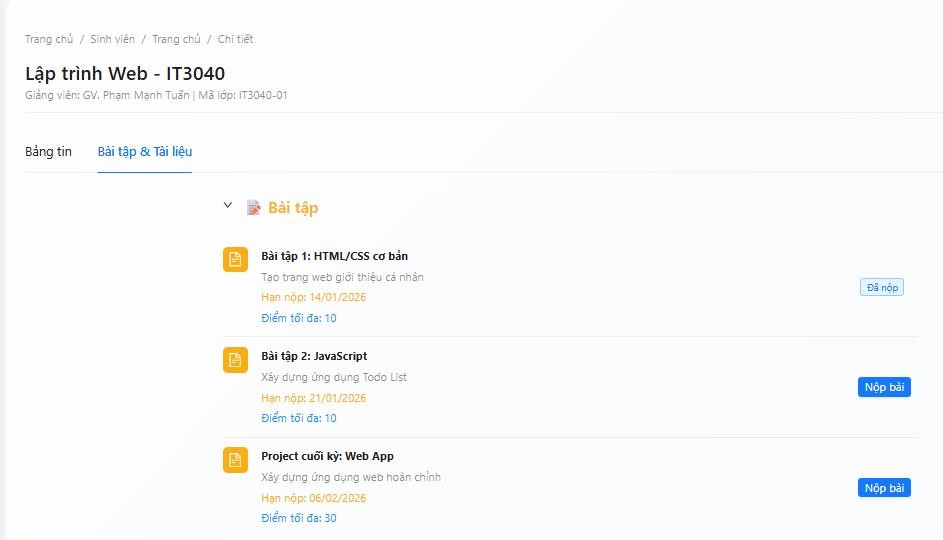 Trang chủ / Sinh viên / Trang chủ / Chi tiết
Lập trình Web - IT3040
Giảng viên: GV. Phạm Mạnh Tuấn | Mã lớp: IT3040-01
Bảng tin
Bài tập & Tài liệu
Bài tập
Bài tập 1: HTML/CSS cơ bản
Tạo trang web giới thiệu cá nhân
Hạn nộp: 14/01/2026
Điểm tối đa: 10
Đã nộp
Bài tập 2: JavaScript
Xây dựng ứng dụng Todo List
Hạn nộp: 21/01/2026
Điểm tối đa: 10
Nộp bài
Project cuối kỳ: Web App
Xây dựng ứng dụng web hoàn chỉnh
Hạn nộp: 06/02/2026
Điểm tối đa: 30
Nộp bài